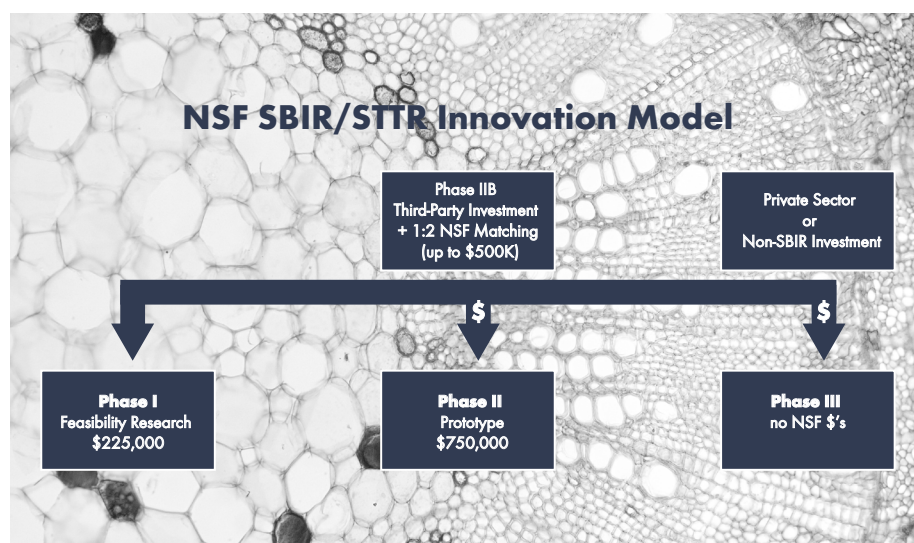 NSF SBIR/STTR Innovation Model
Phase IIB
Third-Party Investment
+ 1:2 NSF Matching
(up to $500K)
Private Sector
or
Non-SBIR Investment
$
$
Phase I
Feasibility Research
$225,000
Phase II
Prototype
$750,000
Phase III
no NSF $'s